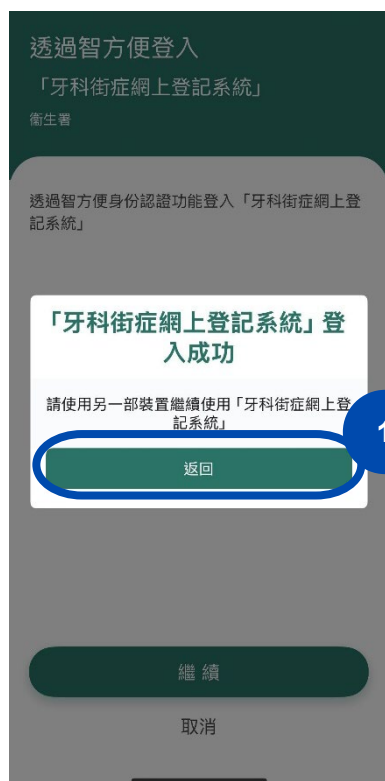 透過智方便登入
「牙科街症網上登記系統」
衞生署
透過智方便身份認證功能登入「牙科街症網上登
記系統」
「牙科街症網上登記系統」登
入成功
請使用另一部裝置繼續使用「牙科街症網上登
記系統」
返回
繼續
取消